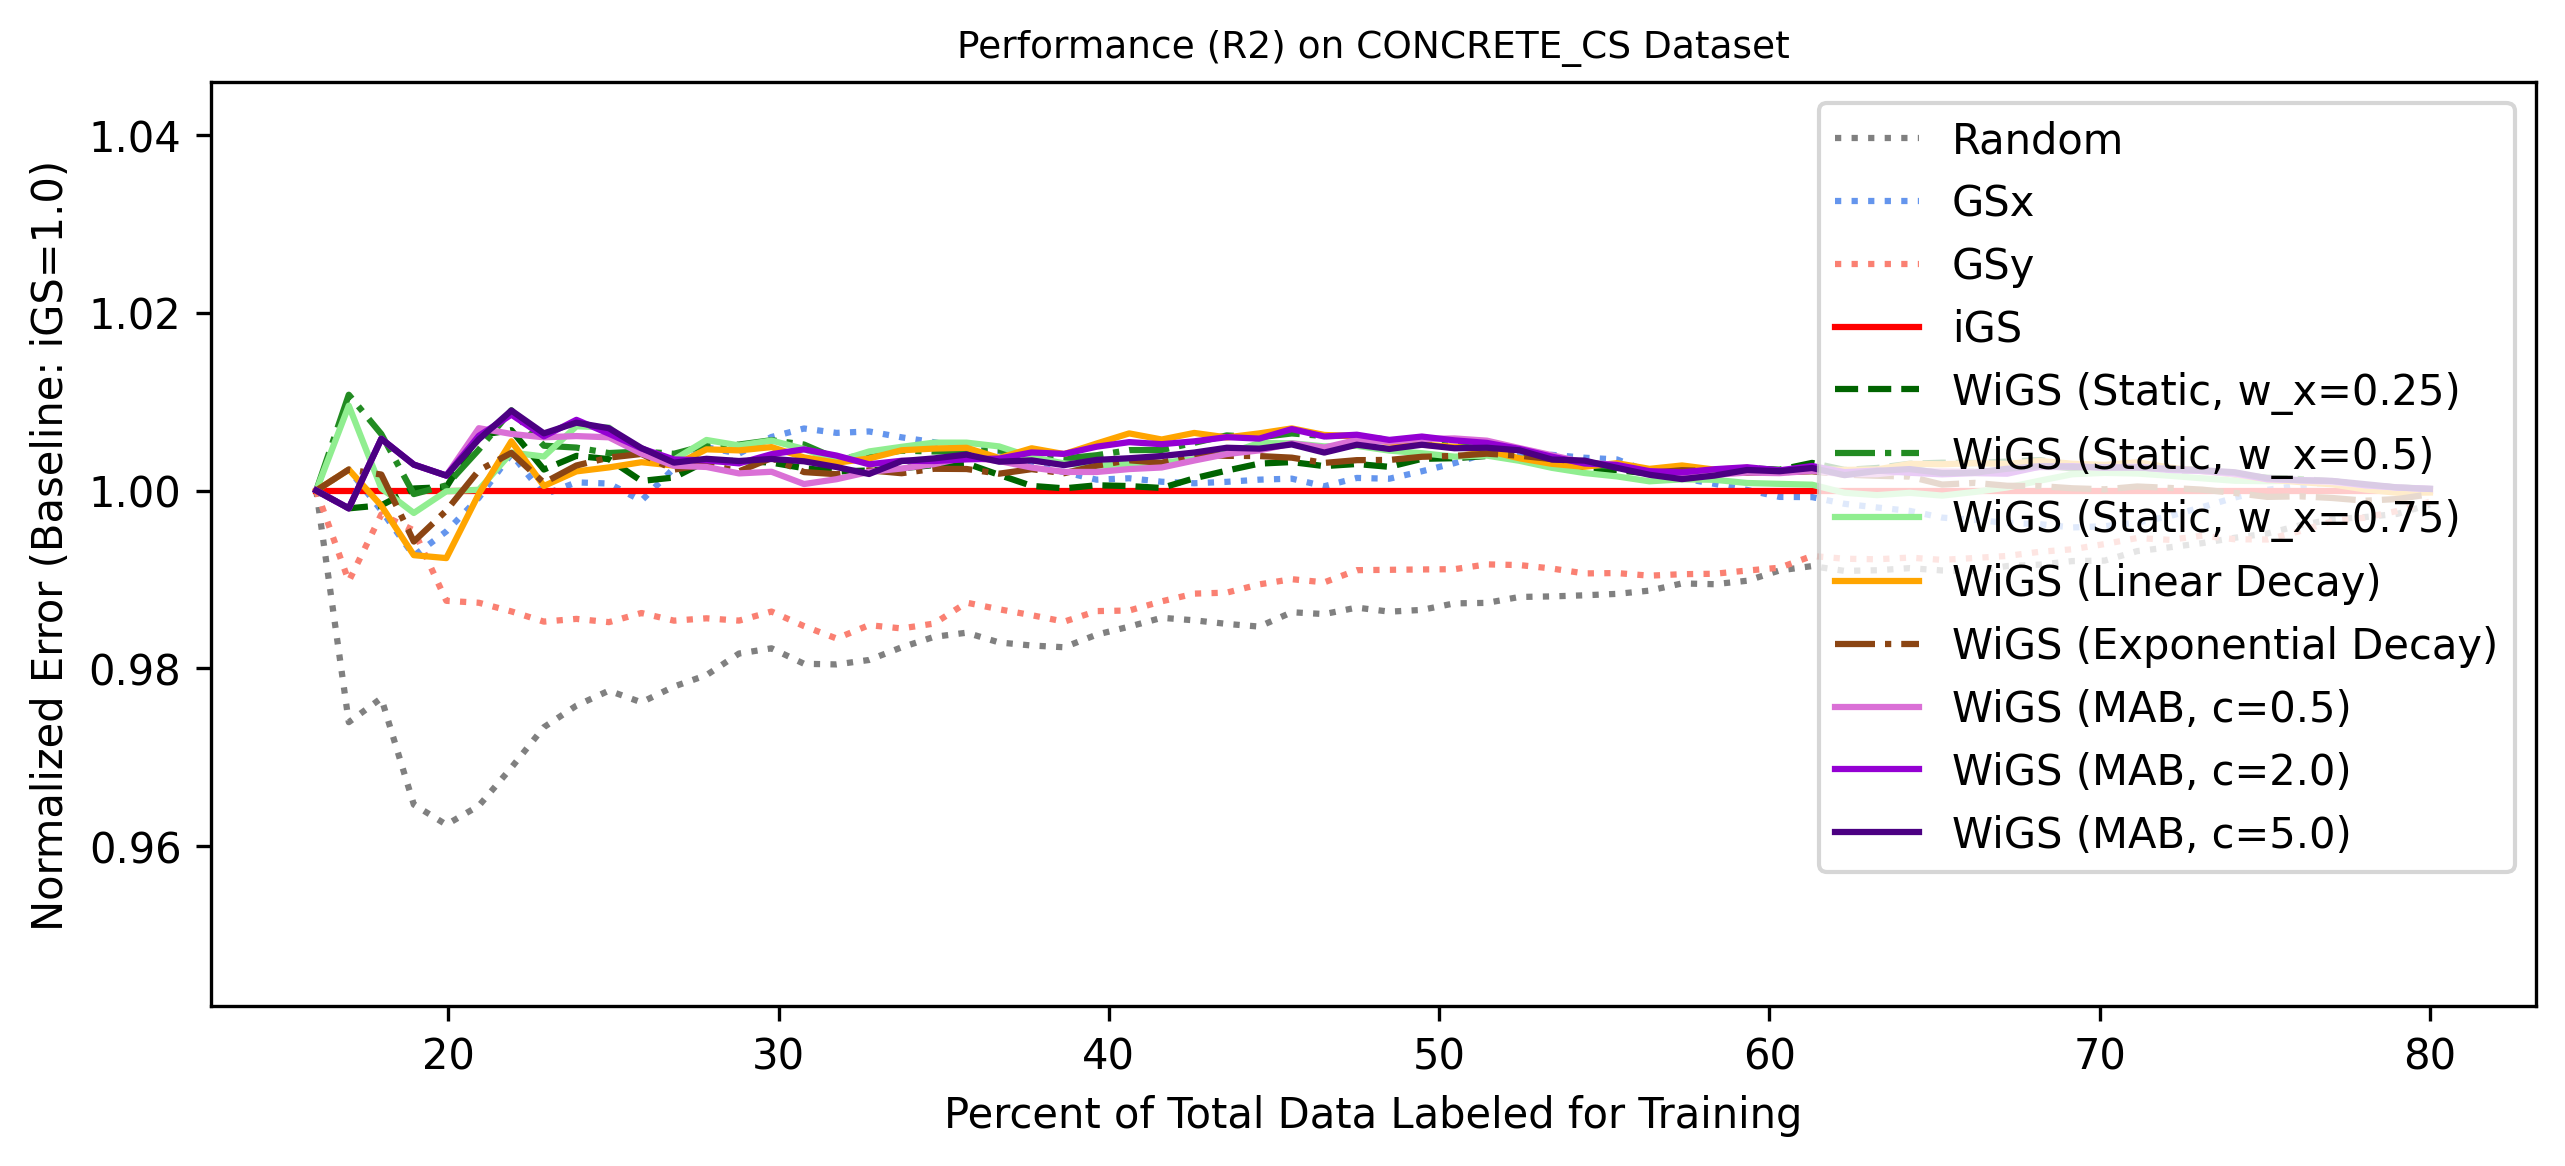 Performance (R2) on CONCRETE_CS Dataset
Normalized Error (Baseline: iGS=1.0)
1.04
1.02
1.00
0.98
0.96
Random
GSx
GSy
iGS
WiGS (Static, w_x=0.25)
WiGS (Static, w_x=0.5)
WiGS (Static, w_x=0.75)
WiGS (Linear Decay)
WiGS (Exponential Decay)
WiGS (MAB, c=0.5)
WiGS (MAB, c=2.0)
WiGS (MAB, c=5.0)
20 30 40 50 60 70 80
Percent of Total Data Labeled for Training